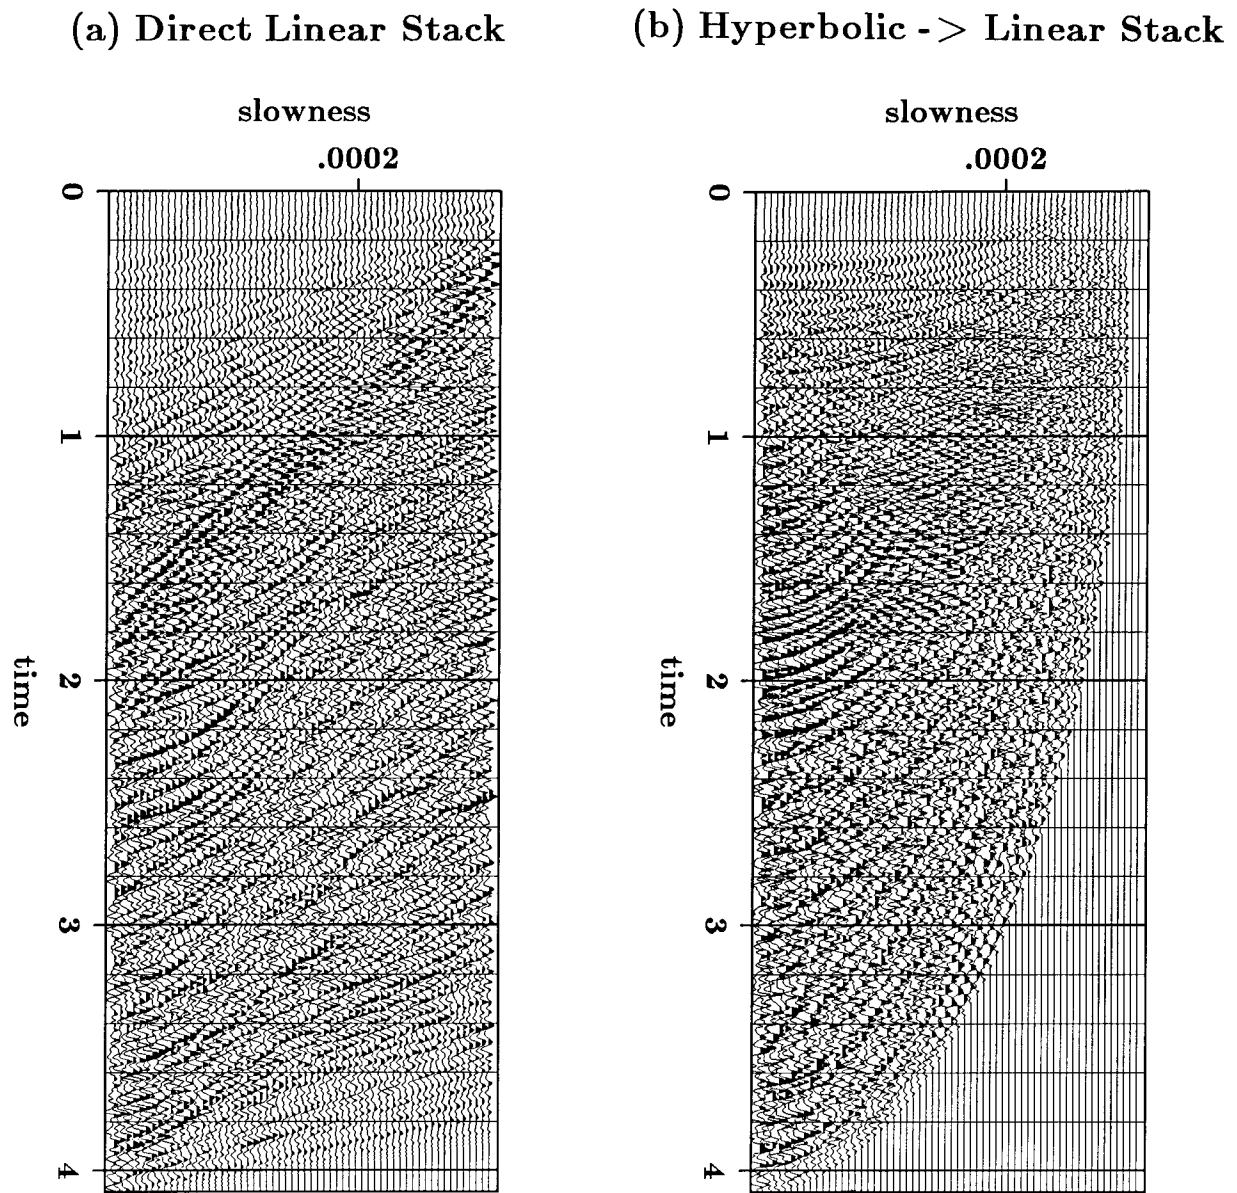 (a) Direct Linear Stack
(b) Hyperbolic -> Linear Stack
slowness
.0002
0
1
2
3
4
time
slowness
.0002
0
1
2
3
4
time